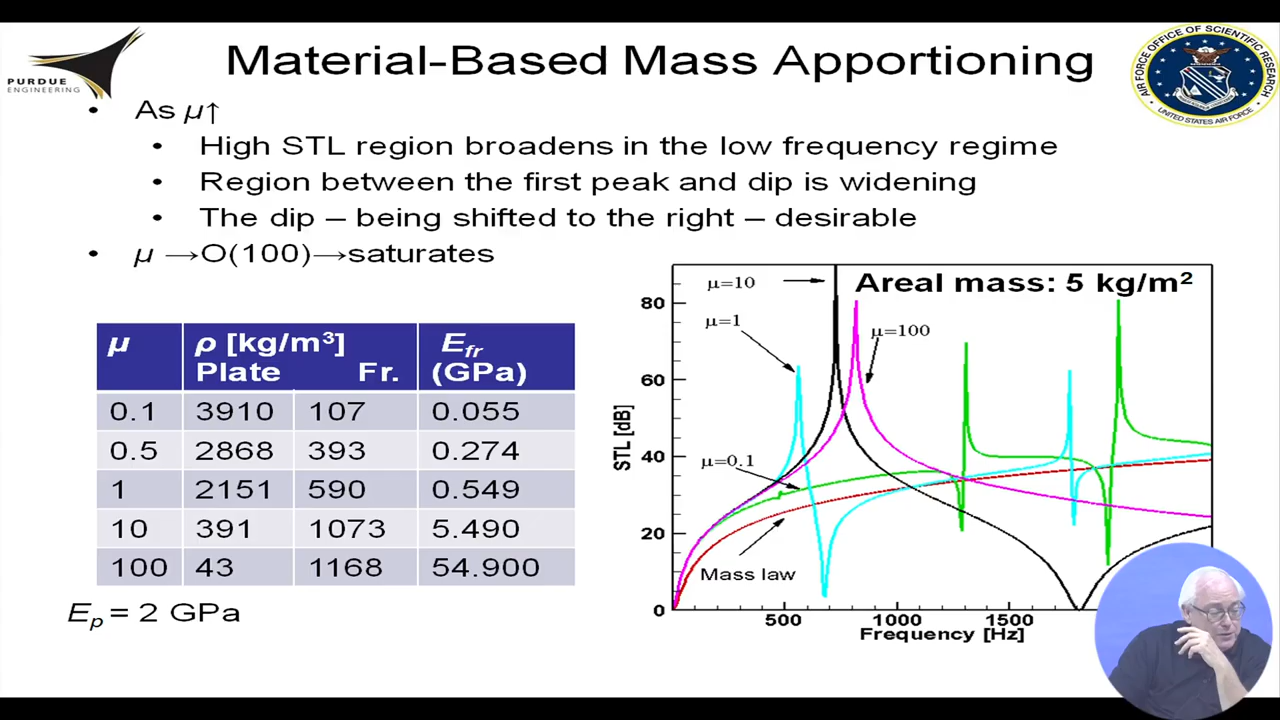 Material-Based Mass Apportioning
PURDUE
ENGINEERING
AIR FORCE OFFICE OF SCIENTIFIC RESEARCH
UNITED STATES AIR FORCE
• As μ↑
• High STL region broadens in the low frequency regime
• Region between the first peak and dip is widening
• The dip – being shifted to the right – desirable
• μ →O(100)→saturates
μ ρ [kg/m³] E_fr
Plate Fr. (GPa)
0.1 3910 107 0.055
0.5 2868 393 0.274
1 2151 590 0.549
10 391 1073 5.490
100 43 1168 54.900
E_p = 2 GPa
Areal mass: 5 kg/m²
μ=10
μ=1
μ=100
μ=0.1
Mass law
STL [dB]
80
60
40
20
0
500 1000 1500
Frequency [Hz]